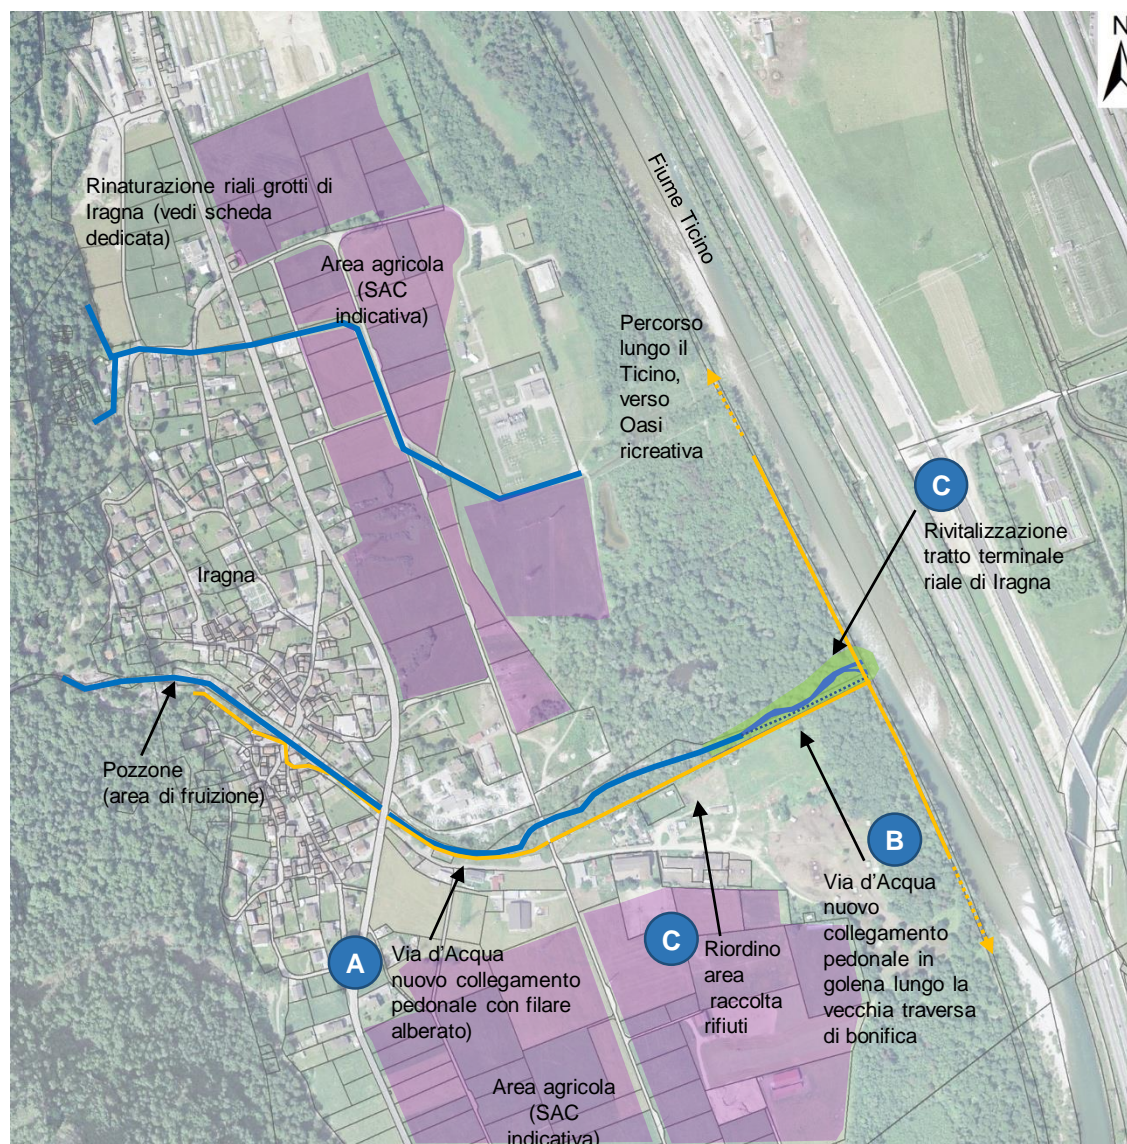 N
Rinaturazione riali grotti di
Iragna (vedi scheda
dedicata)
Fiume Ticino
Area agricola
(SAC
indicativa)
Percorso
lungo il
Ticino,
verso
Oasi
ricreativa
C
Rivitalizzazione
tratto terminale
riale di Iragna
Iragna
Pozzone
(area di fruizione)
B
Via d'Acqua
nuovo
collegamento
pedonale in
golena lungo la
vecchia traversa
di bonifica
A
Via d'Acqua
nuovo collegamento
pedonale con filare
alberato)
C
Riordino
area
raccolta
rifiuti
Area agricola
(SAC
indicativa)